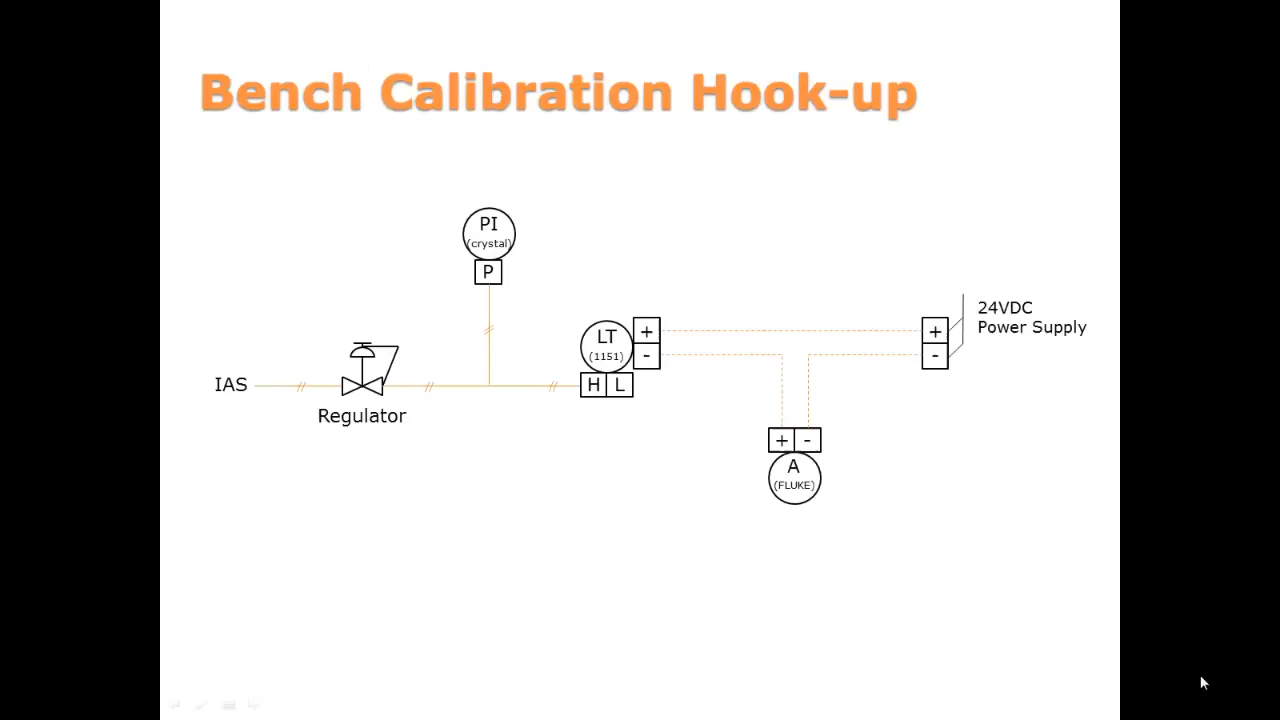 Bench Calibration Hook-up
PI
(crystal)
P
LT
(1151)
+
-
H L
IAS
Regulator
+
-
24VDC
Power Supply
+ -
A
(FLUKE)